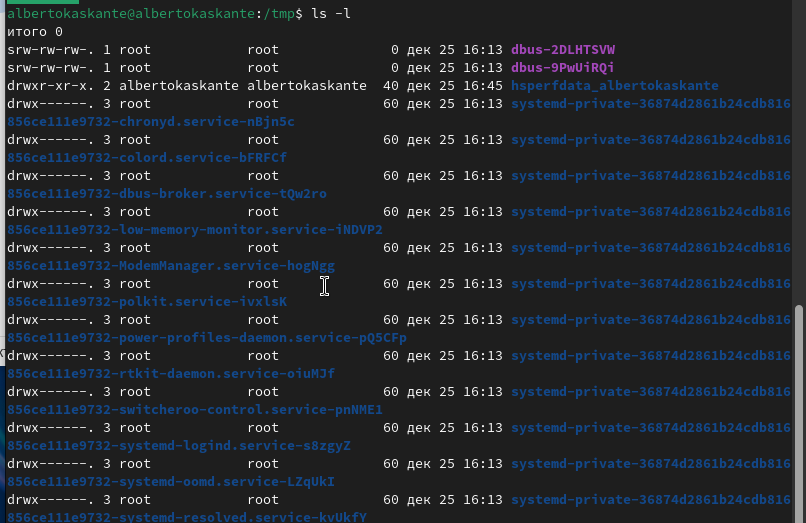 albertokaskante@albertokaskante:/tmp$ ls -l
итого 0
srw-rw-rw-. 1 root root 0 дек 25 16:13 dbus-2DLHTSVW
srw-rw-rw-. 1 root root 0 дек 25 16:13 dbus-9PwUiRQi
drwxr-xr-x. 2 albertokaskante albertokaskante 40 дек 25 16:45 hsperfdata_albertokaskante
drwx------. 3 root root 60 дек 25 16:13 systemd-private-36874d2861b24cdb816
856ce111e9732-chronyd.service-nBjn5c
drwx------. 3 root root 60 дек 25 16:13 systemd-private-36874d2861b24cdb816
856ce111e9732-colord.service-bFRFCf
drwx------. 3 root root 60 дек 25 16:13 systemd-private-36874d2861b24cdb816
856ce111e9732-dbus-broker.service-tQw2ro
drwx------. 3 root root 60 дек 25 16:13 systemd-private-36874d2861b24cdb816
856ce111e9732-low-memory-monitor.service-iNDVP2
drwx------. 3 root root 60 дек 25 16:13 systemd-private-36874d2861b24cdb816
856ce111e9732-ModemManager.service-hogNgg
drwx------. 3 root root 60 дек 25 16:13 systemd-private-36874d2861b24cdb816
856ce111e9732-polkit.service-ivxlsK
drwx------. 3 root root 60 дек 25 16:13 systemd-private-36874d2861b24cdb816
856ce111e9732-power-profiles-daemon.service-pQ5CFp
drwx------. 3 root root 60 дек 25 16:13 systemd-private-36874d2861b24cdb816
856ce111e9732-rtkit-daemon.service-oiuMJf
drwx------. 3 root root 60 дек 25 16:13 systemd-private-36874d2861b24cdb816
856ce111e9732-switcheroo-control.service-pnNME1
drwx------. 3 root root 60 дек 25 16:13 systemd-private-36874d2861b24cdb816
856ce111e9732-systemd-logind.service-s8zgyZ
drwx------. 3 root root 60 дек 25 16:13 systemd-private-36874d2861b24cdb816
856ce111e9732-systemd-oomd.service-LZqUkI
drwx------. 3 root root 60 дек 25 16:13 systemd-private-36874d2861b24cdb816
856ce111e9732-systemd-resolved.service-kvUkfY